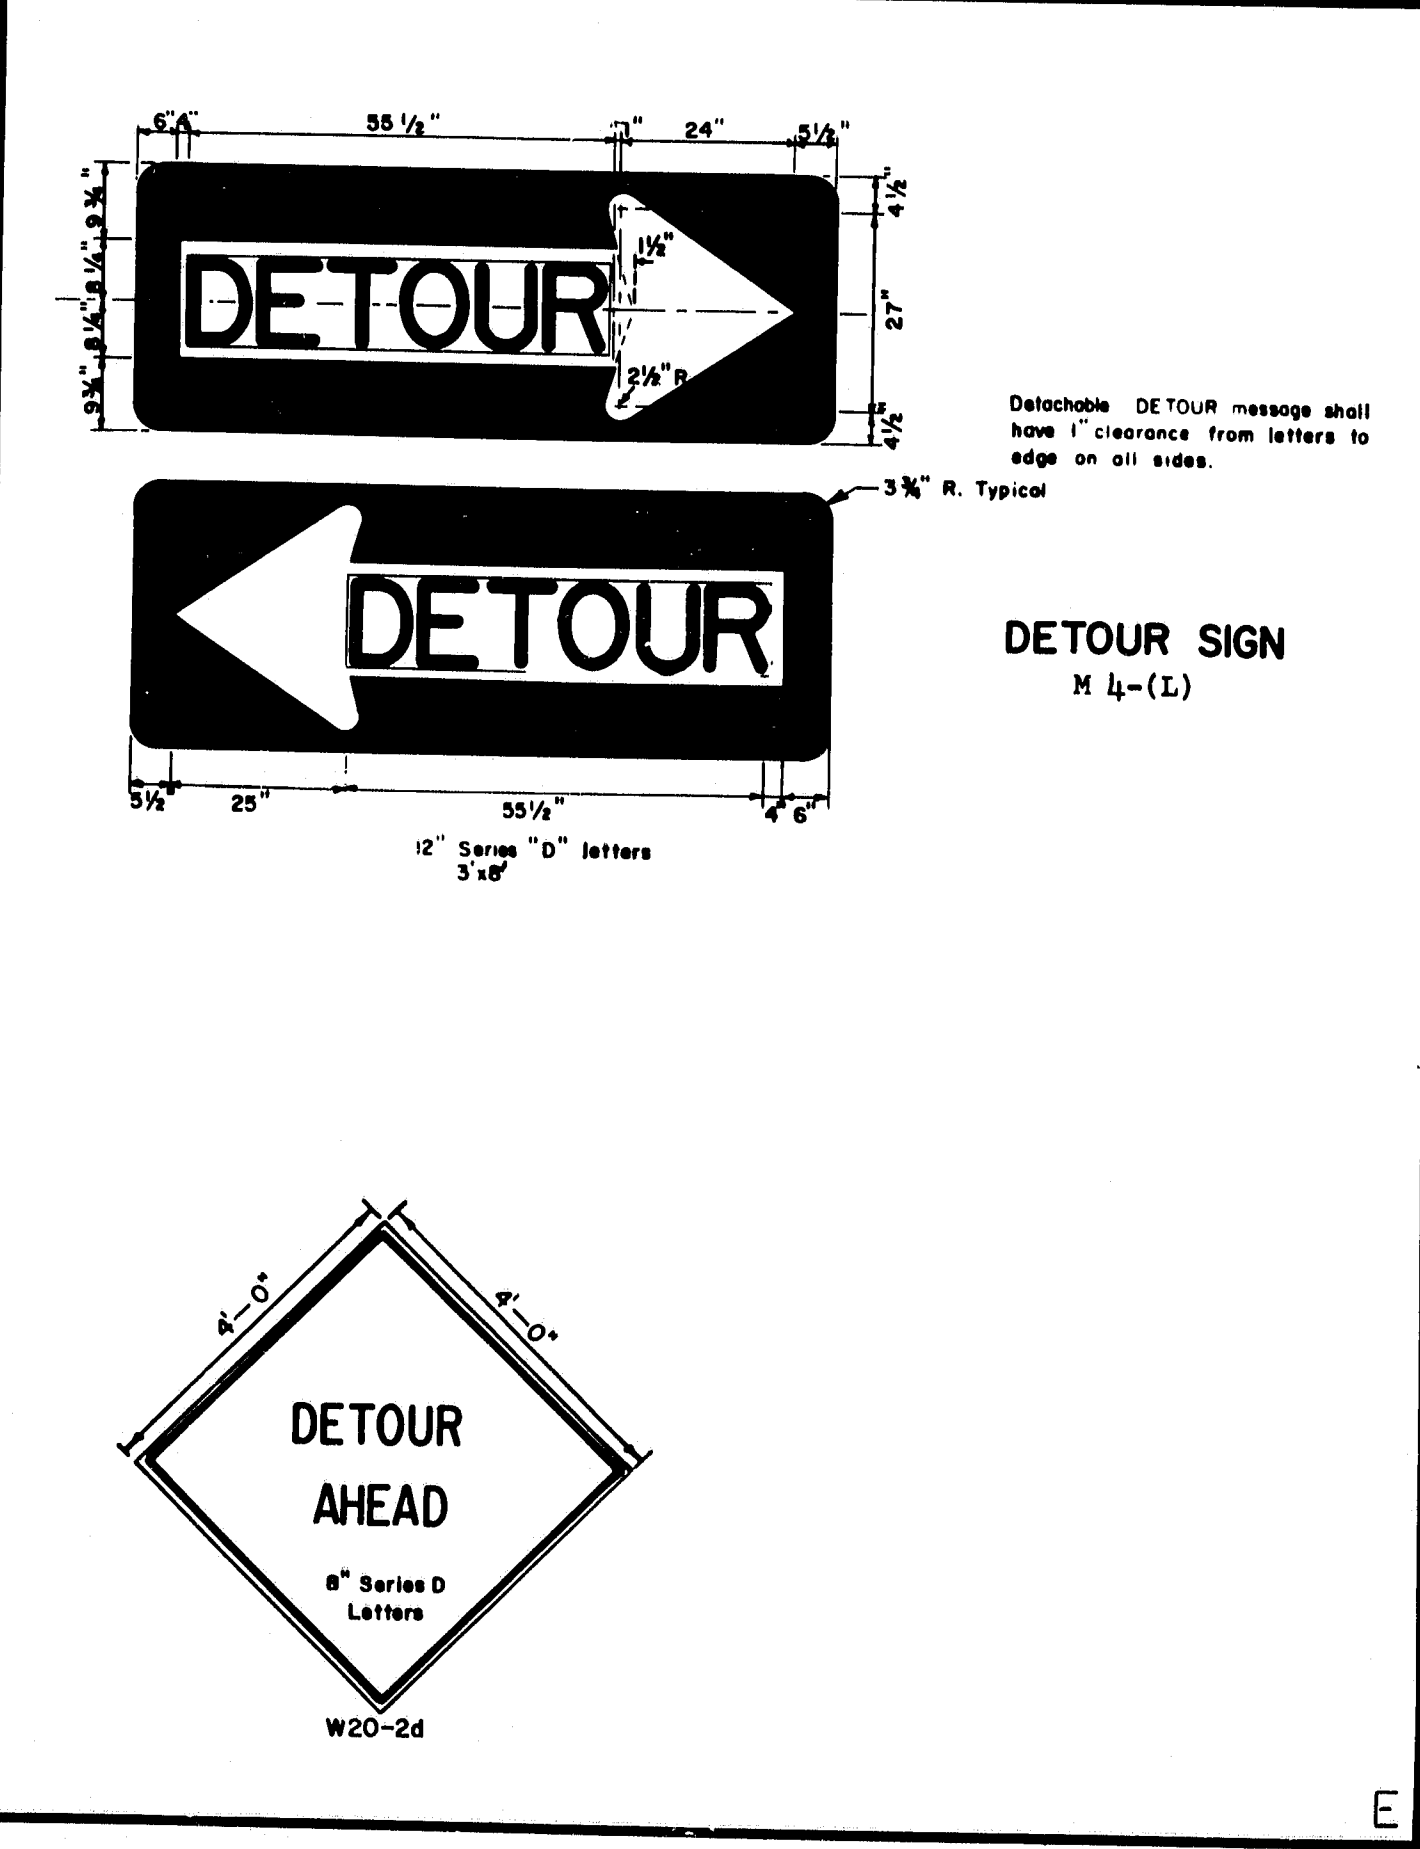 6" 4" 55 1/2" 1" 24" 5 1/2"
9 3/4" 8 1/4" 8 1/4" 9 3/4"
DETOUR
1 1/2"
2 1/2" R
4 1/2" 27" 4 1/2"
Detachable DETOUR message shall
have 1" clearance from letters to
edge on all sides.
3 3/4" R. Typical
DETOUR
DETOUR SIGN
M 4-(L)
5 1/2" 25" 55 1/2" 4" 6"
12" Series "D" letters
3'x8'
4'-0" 4'-0"
DETOUR
AHEAD
8" Series D
Letters
W20-2d
E